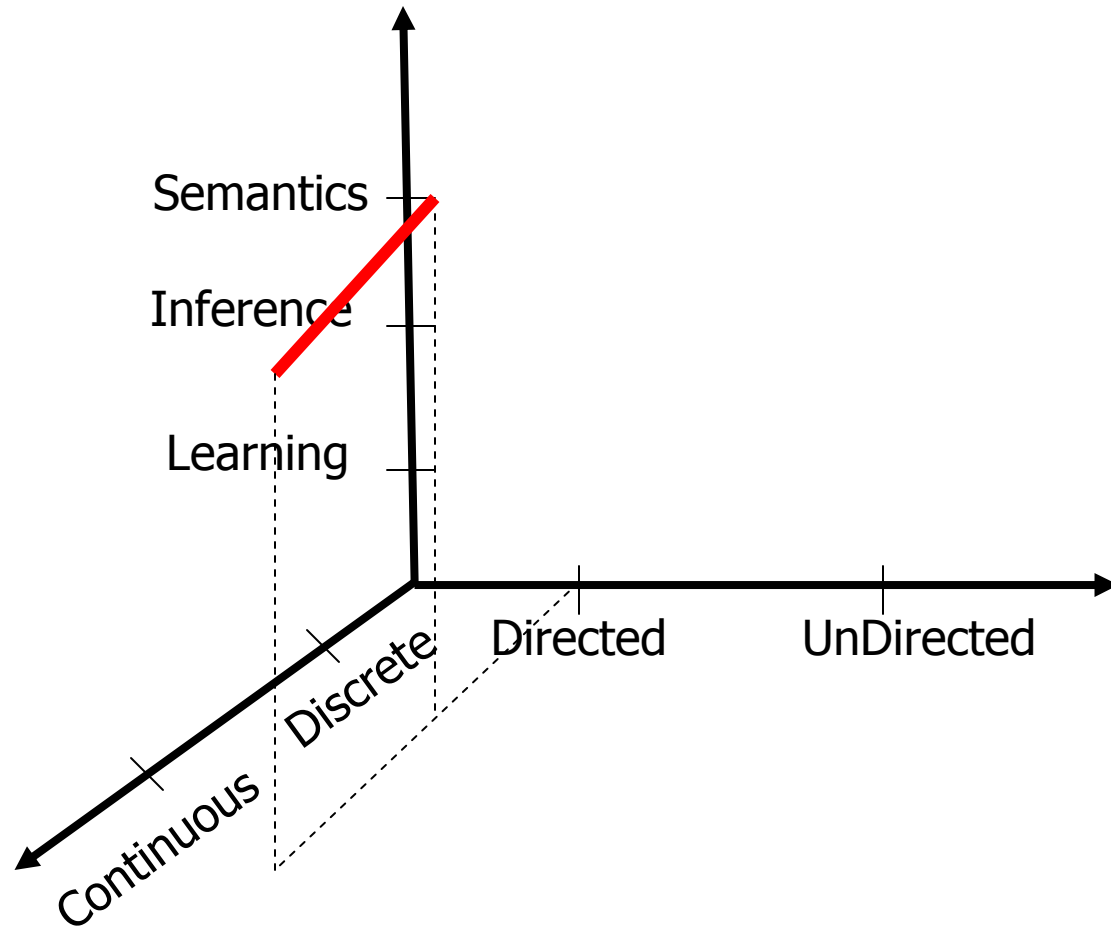 Semantics
Inference
Learning
Directed
UnDirected
Discrete
Continuous